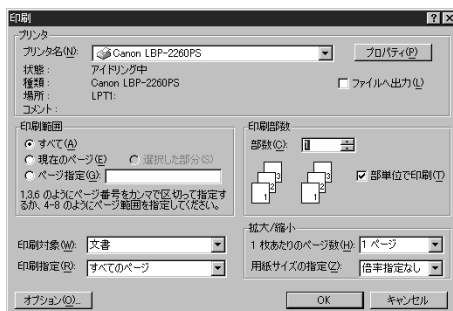 印刷
プリンタ
プリンタ名(N): Canon LBP-2260PS プロパティ(P)
状態: アイドリング中
種類: Canon LBP-2260PS ファイルへ出力(L)
場所: LPT1:
コメント:
印刷範囲
すべて(A)
現在のページ(E) 選択した部分(S)
ページ指定(G):
1,3,6 のようにページ番号をカンマで区切って指定す
るか、4-8 のようにページ範囲を指定してください。
印刷部数
部数(C): 1
1 2 3 1 2 3
部単位で印刷(T)
印刷対象(W): 文書
印刷指定(R): すべてのページ
拡大/縮小
1 枚あたりのページ数(H): 1 ページ
用紙サイズの指定(Z): 倍率指定なし
オプション(O)... OK キャンセル